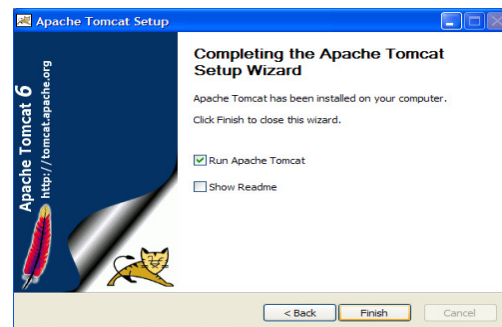 Apache Tomcat Setup
Apache Tomcat 6
http://tomcat.apache.org
Completing the Apache Tomcat
Setup Wizard
Apache Tomcat has been installed on your computer.
Click Finish to close this wizard.
Run Apache Tomcat
Show Readme
< Back
Finish
Cancel